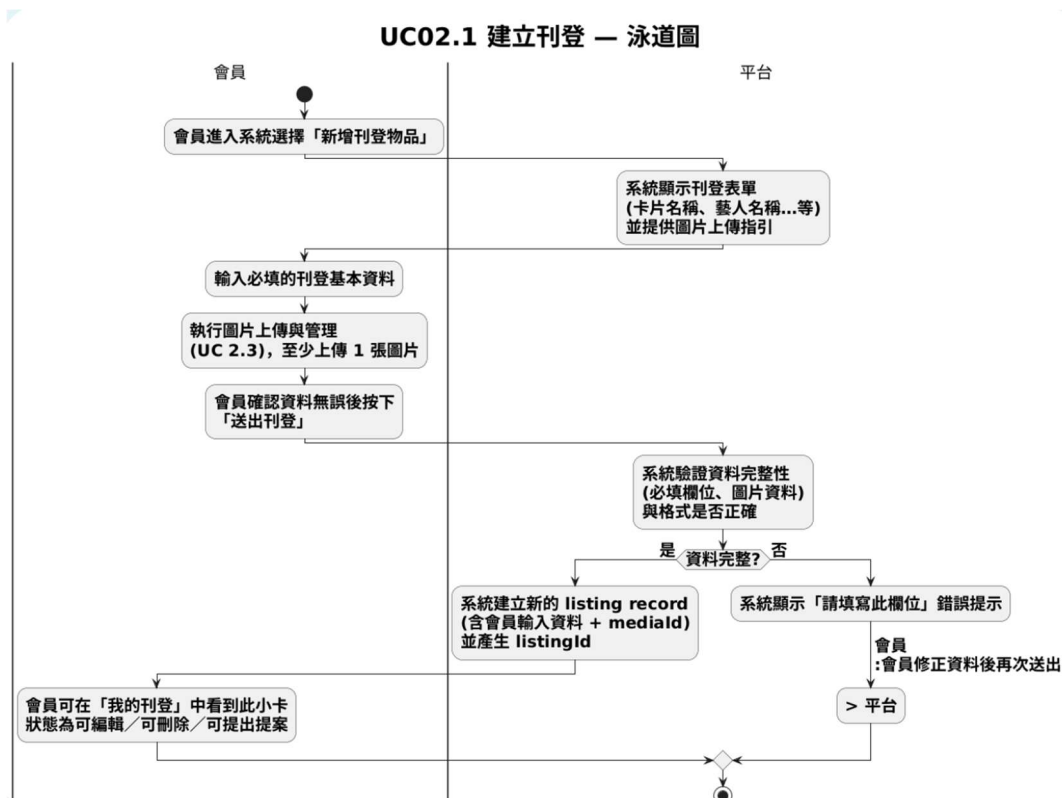 UC02.1 建立刊登 — 泳道圖
會員
平台
會員進入系統選擇「新增刊登物品」
系統顯示刊登表單
(卡片名稱、藝人名稱...等)
並提供圖片上傳指引
輸入必填的刊登基本資料
執行圖片上傳與管理
(UC 2.3)，至少上傳 1 張圖片
會員確認資料無誤後按下
「送出刊登」
系統驗證資料完整性
(必填欄位、圖片資料)
與格式是否正確
是
資料完整?
否
系統建立新的 listing record
(含會員輸入資料 + mediaId)
並產生 listingId
系統顯示「請填寫此欄位」錯誤提示
會員
:會員修正資料後再次送出
會員可在「我的刊登」中看到此小卡
狀態為可編輯／可刪除／可提出提案
> 平台